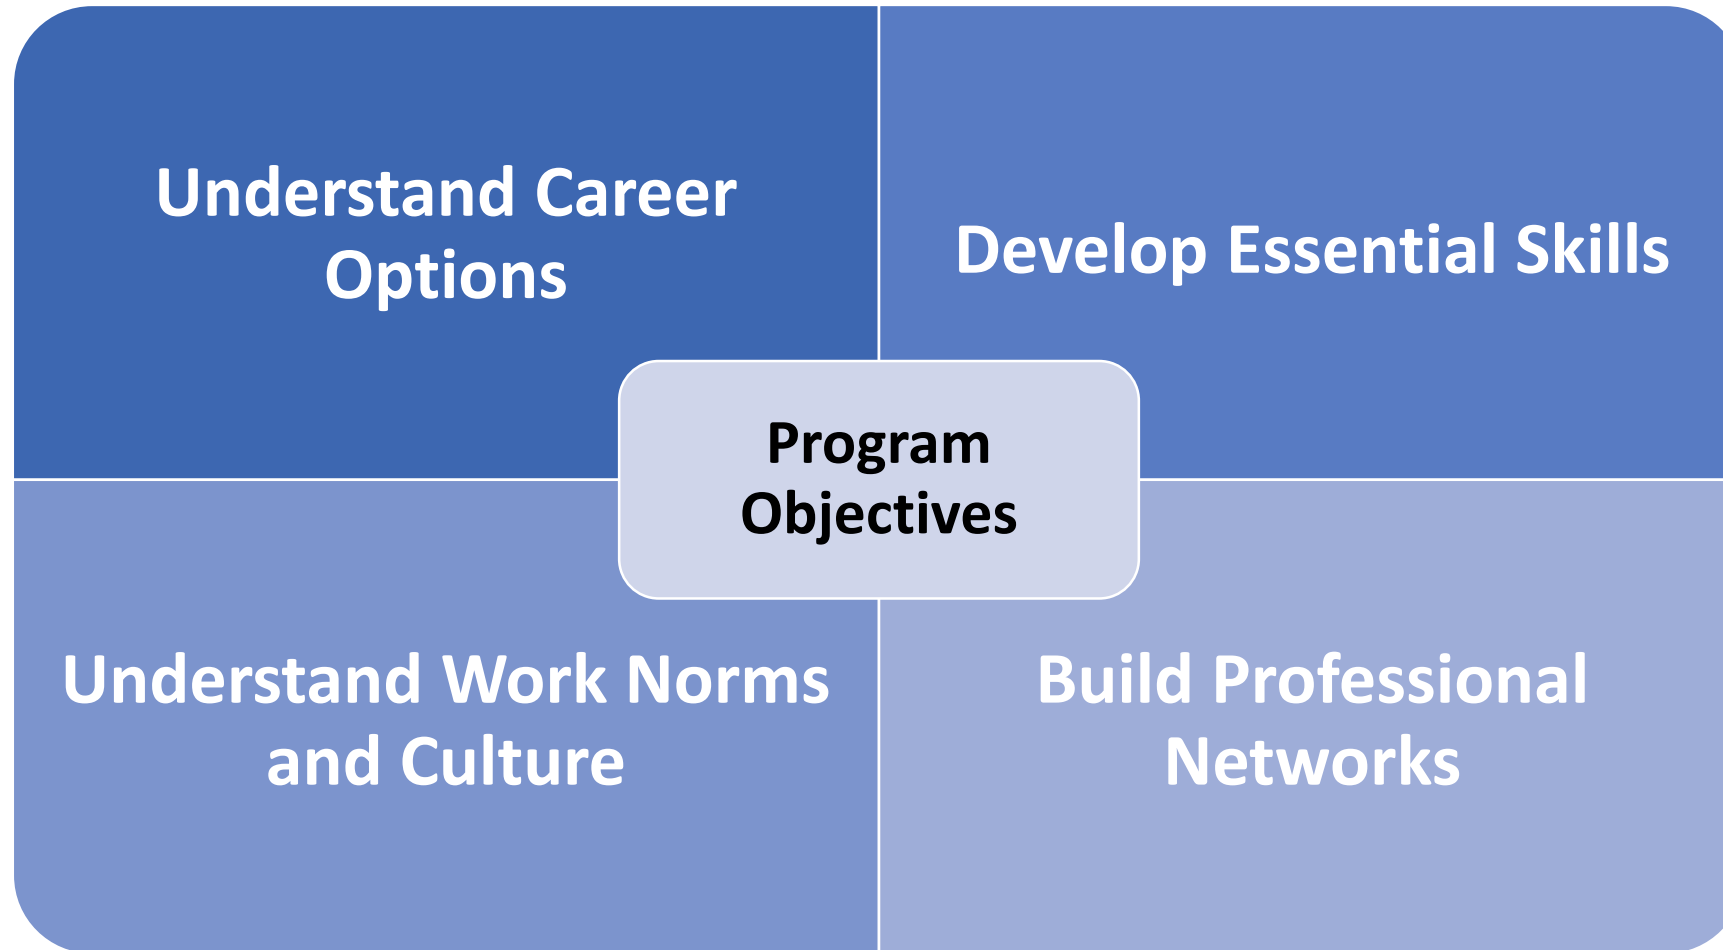 Understand Career
Options
Develop Essential Skills
Program
Objectives
Understand Work Norms
and Culture
Build Professional
Networks